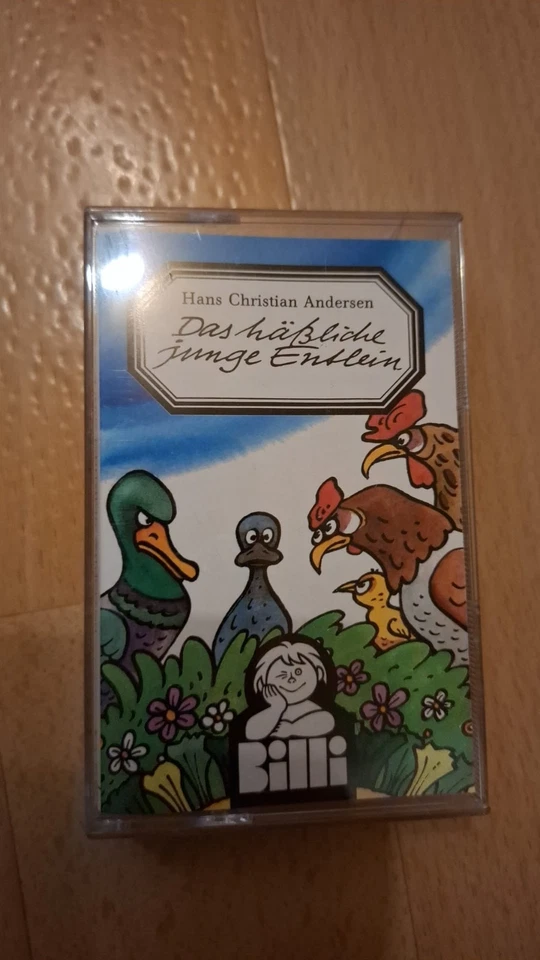 Hans Christian Andersen
Das häßliche
junge Entlein
Billi